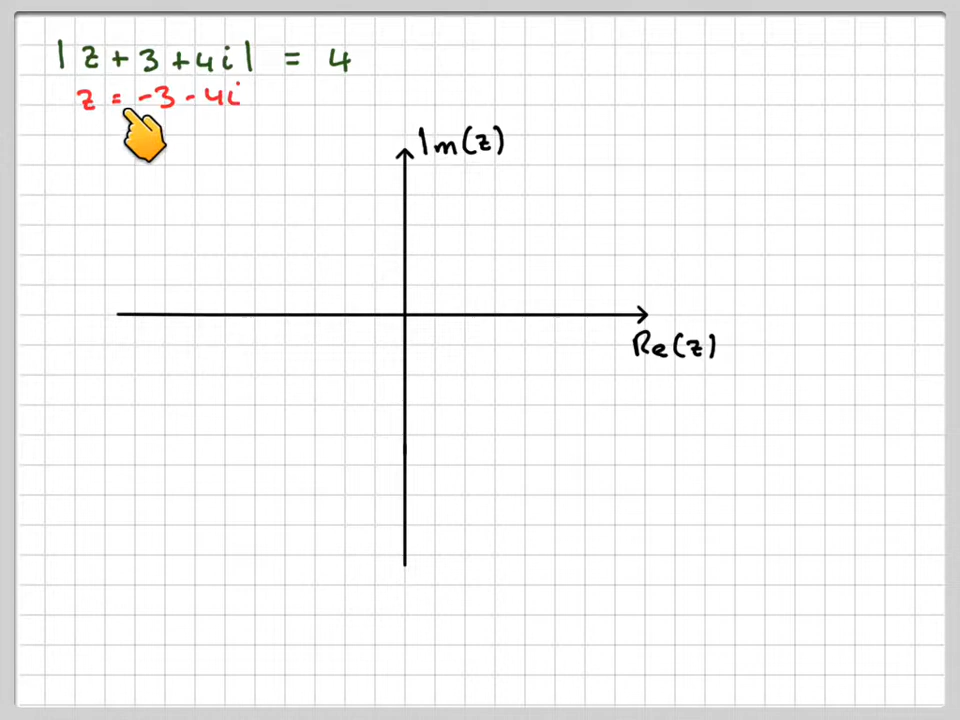 |z+3+4i| = 4
z = -3-4i
Im(z)
Re(z)